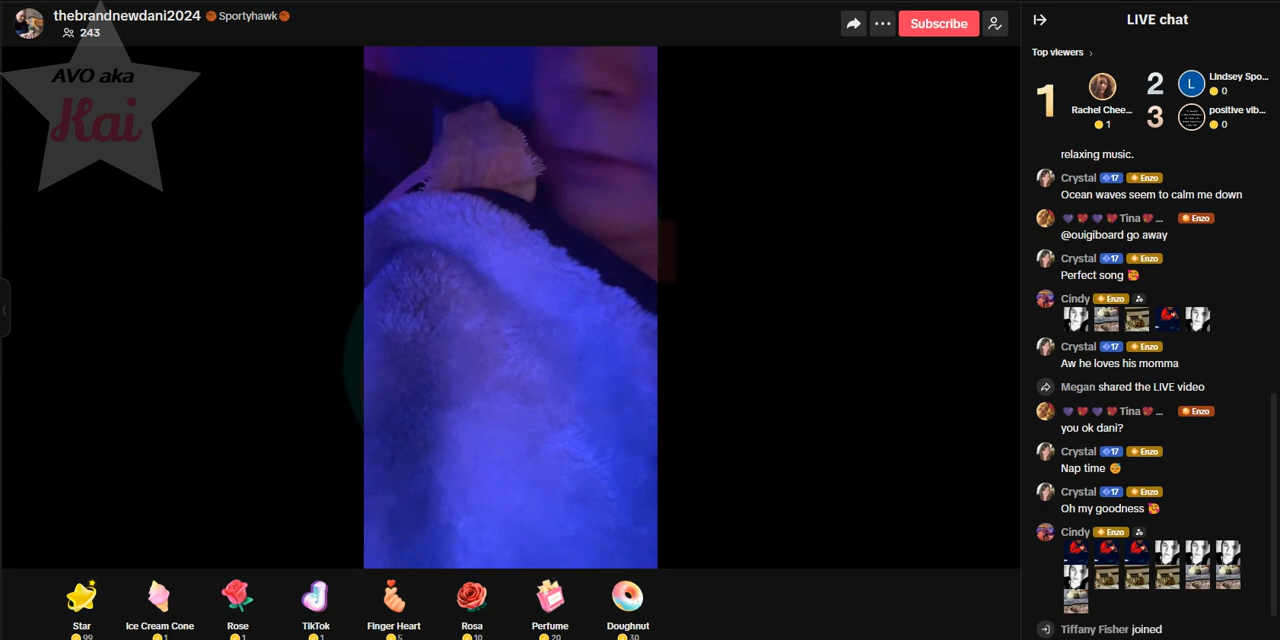 thebrandnewdani2024 Sportyhawk
243
Subscribe
AVO aka
Kai
LIVE chat
Top viewers
1
Rachel Chee...
1
2
L
Lindsey Spo...
0
3
positive vib...
0
relaxing music.
Crystal 17 Enzo
Ocean waves seem to calm me down
Tina ... Enzo
@ouigiboard go away
Crystal 17 Enzo
Perfect song
Cindy Enzo
Crystal 17 Enzo
Aw he loves his momma
Megan shared the LIVE video
Tina ... Enzo
you ok dani?
Crystal 17 Enzo
Nap time
Crystal 17 Enzo
Oh my goodness
Cindy Enzo
Tiffany Fisher joined
Star
99
Ice Cream Cone
1
Rose
1
TikTok
1
Finger Heart
5
Rosa
10
Perfume
20
Doughnut
30